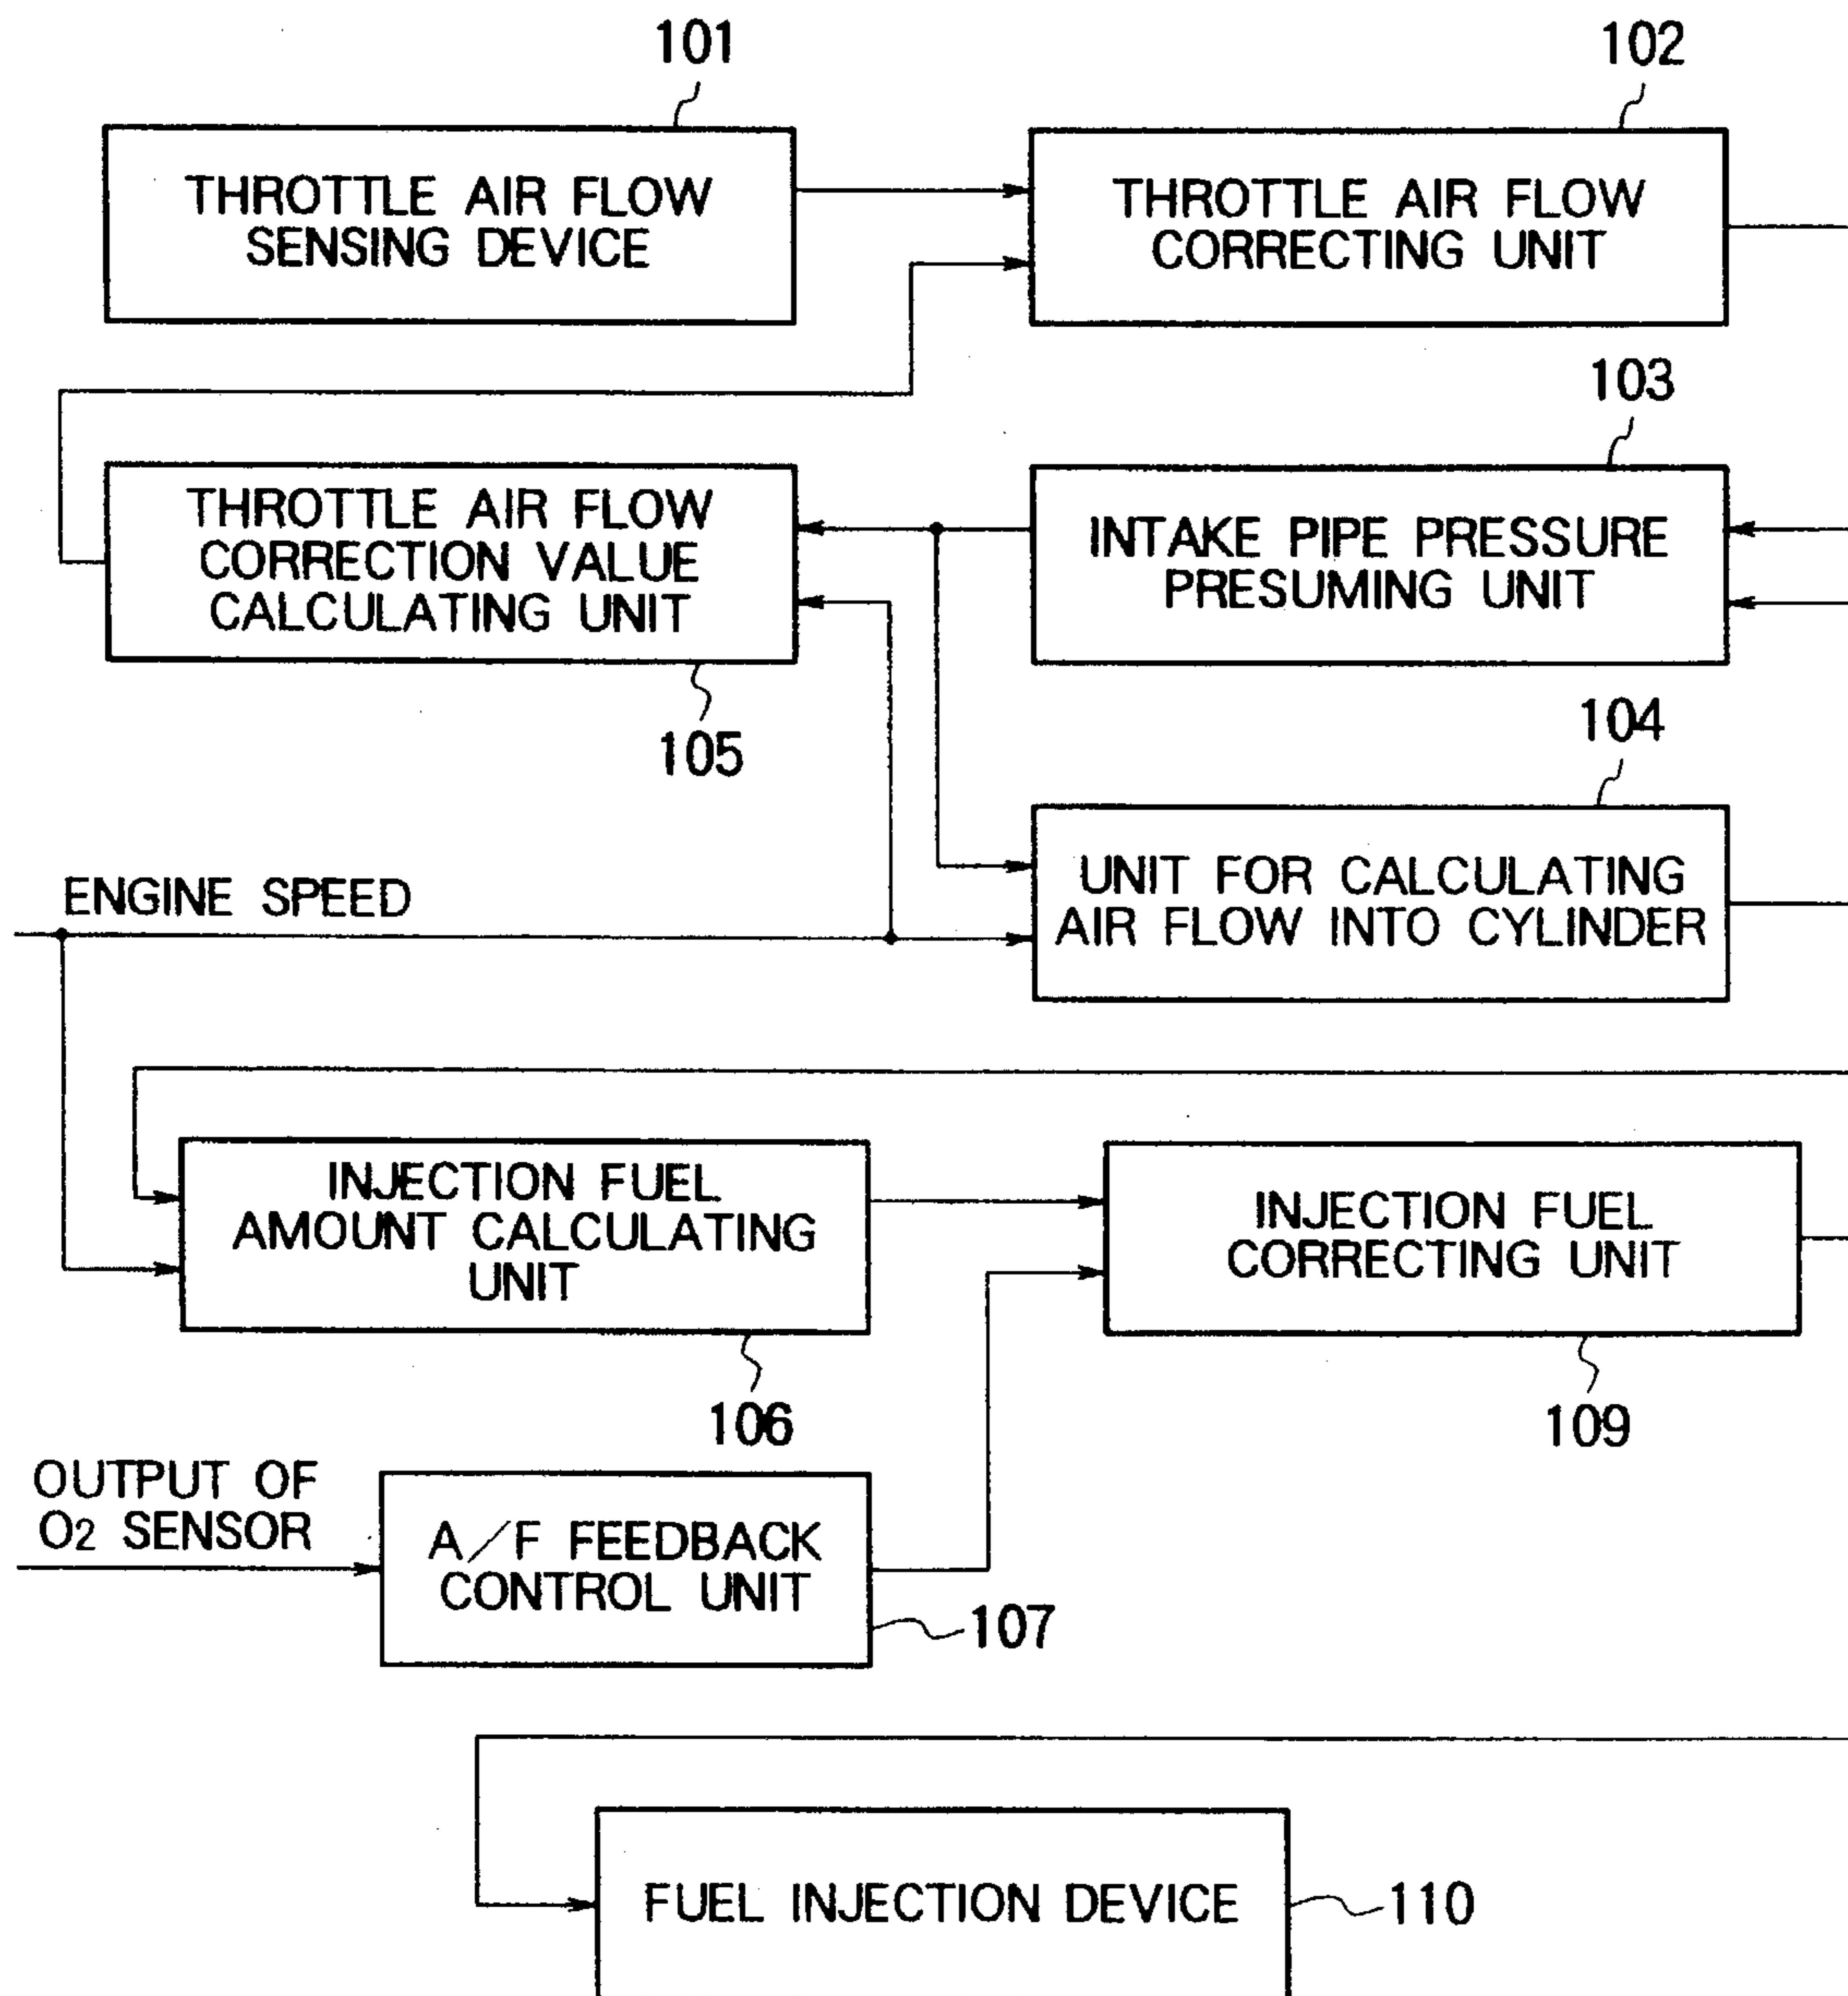 101
102
THROTTLE AIR FLOW
SENSING DEVICE
THROTTLE AIR FLOW
CORRECTING UNIT
103
THROTTLE AIR FLOW
CORRECTION VALUE
CALCULATING UNIT
INTAKE PIPE PRESSURE
PRESUMING UNIT
105
104
ENGINE SPEED
UNIT FOR CALCULATING
AIR FLOW INTO CYLINDER
INJECTION FUEL
AMOUNT CALCULATING
UNIT
INJECTION FUEL
CORRECTING UNIT
106
109
OUTPUT OF
O2 SENSOR
A/F FEEDBACK
CONTROL UNIT
107
FUEL INJECTION DEVICE
110